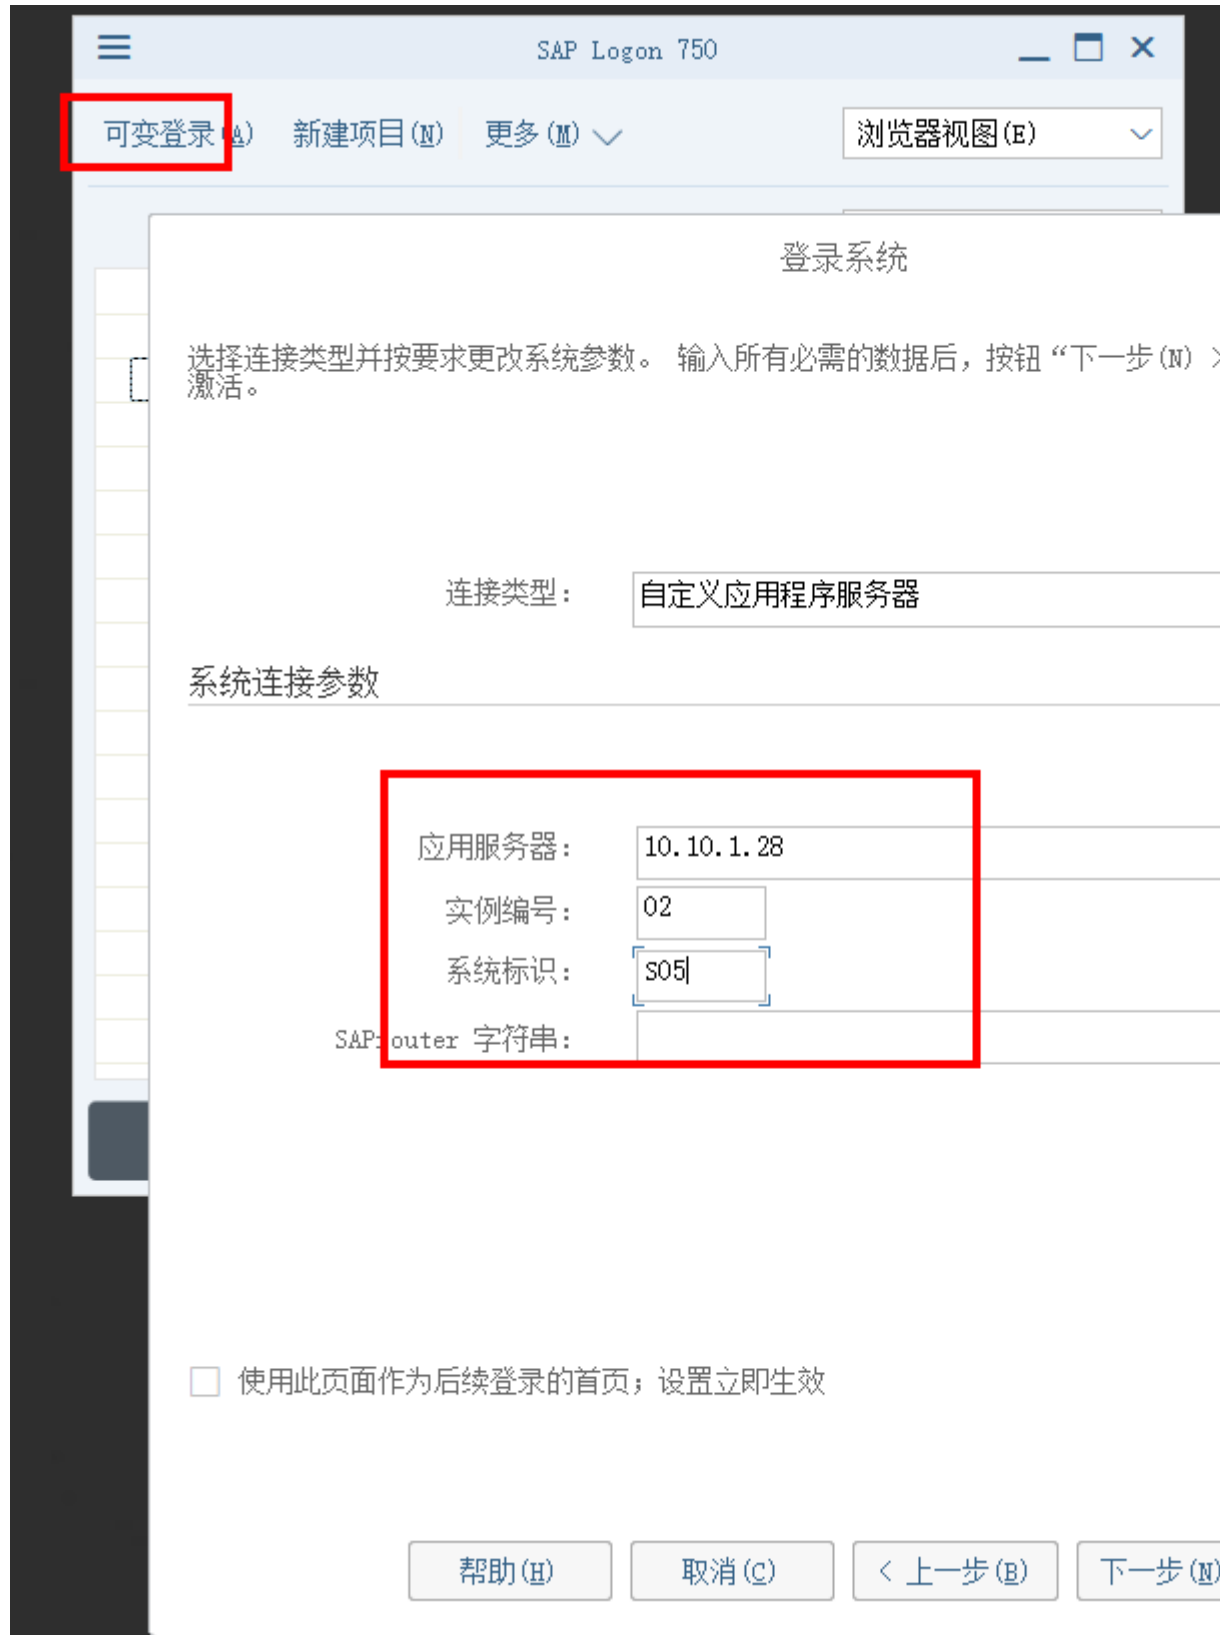 SAP Logon 750
可变登录(A) 新建项目(N) 更多(M) 浏览器视图(E)
登录系统
选择连接类型并按要求更改系统参数。 输入所有必需的数据后，按钮“下一步(N) >
激活。
连接类型： 自定义应用程序服务器
系统连接参数
应用服务器： 10.10.1.28
实例编号： 02
系统标识： S05
SAProuter 字符串：
使用此页面作为后续登录的首页；设置立即生效
帮助(H) 取消(C) < 上一步(B) 下一步(N)